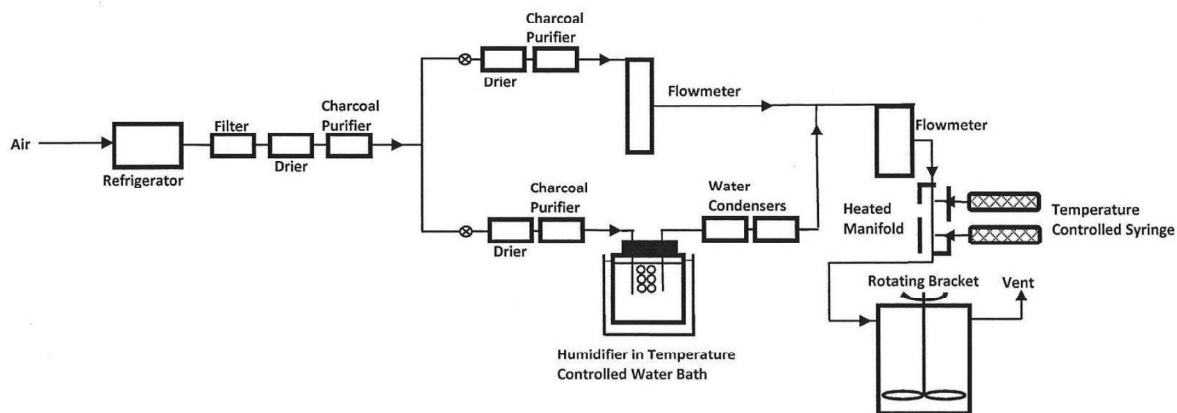 Air
Refrigerator
Filter
Drier
Charcoal
Purifier
Charcoal
Purifier
Drier
Flowmeter
Charcoal
Purifier
Drier
Water
Condensers
Humidifier in Temperature
Controlled Water Bath
Flowmeter
Heated
Manifold
Temperature
Controlled Syringe
Rotating Bracket
Vent